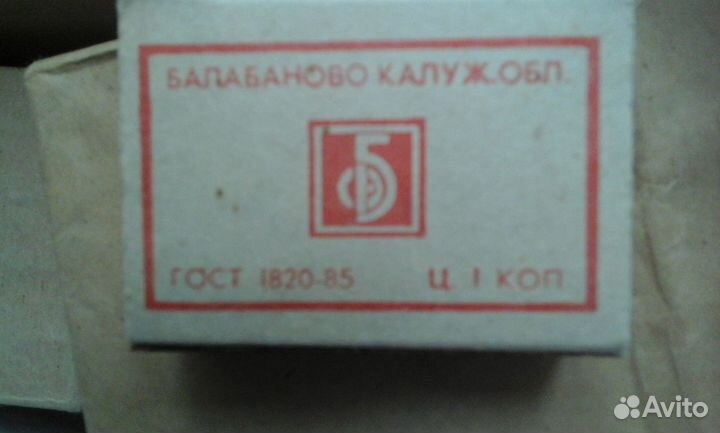 БАЛАБАНОВО КАЛУЖ.ОБЛ.
ГОСТ 1820-85 Ц. 1 КОП
Avito